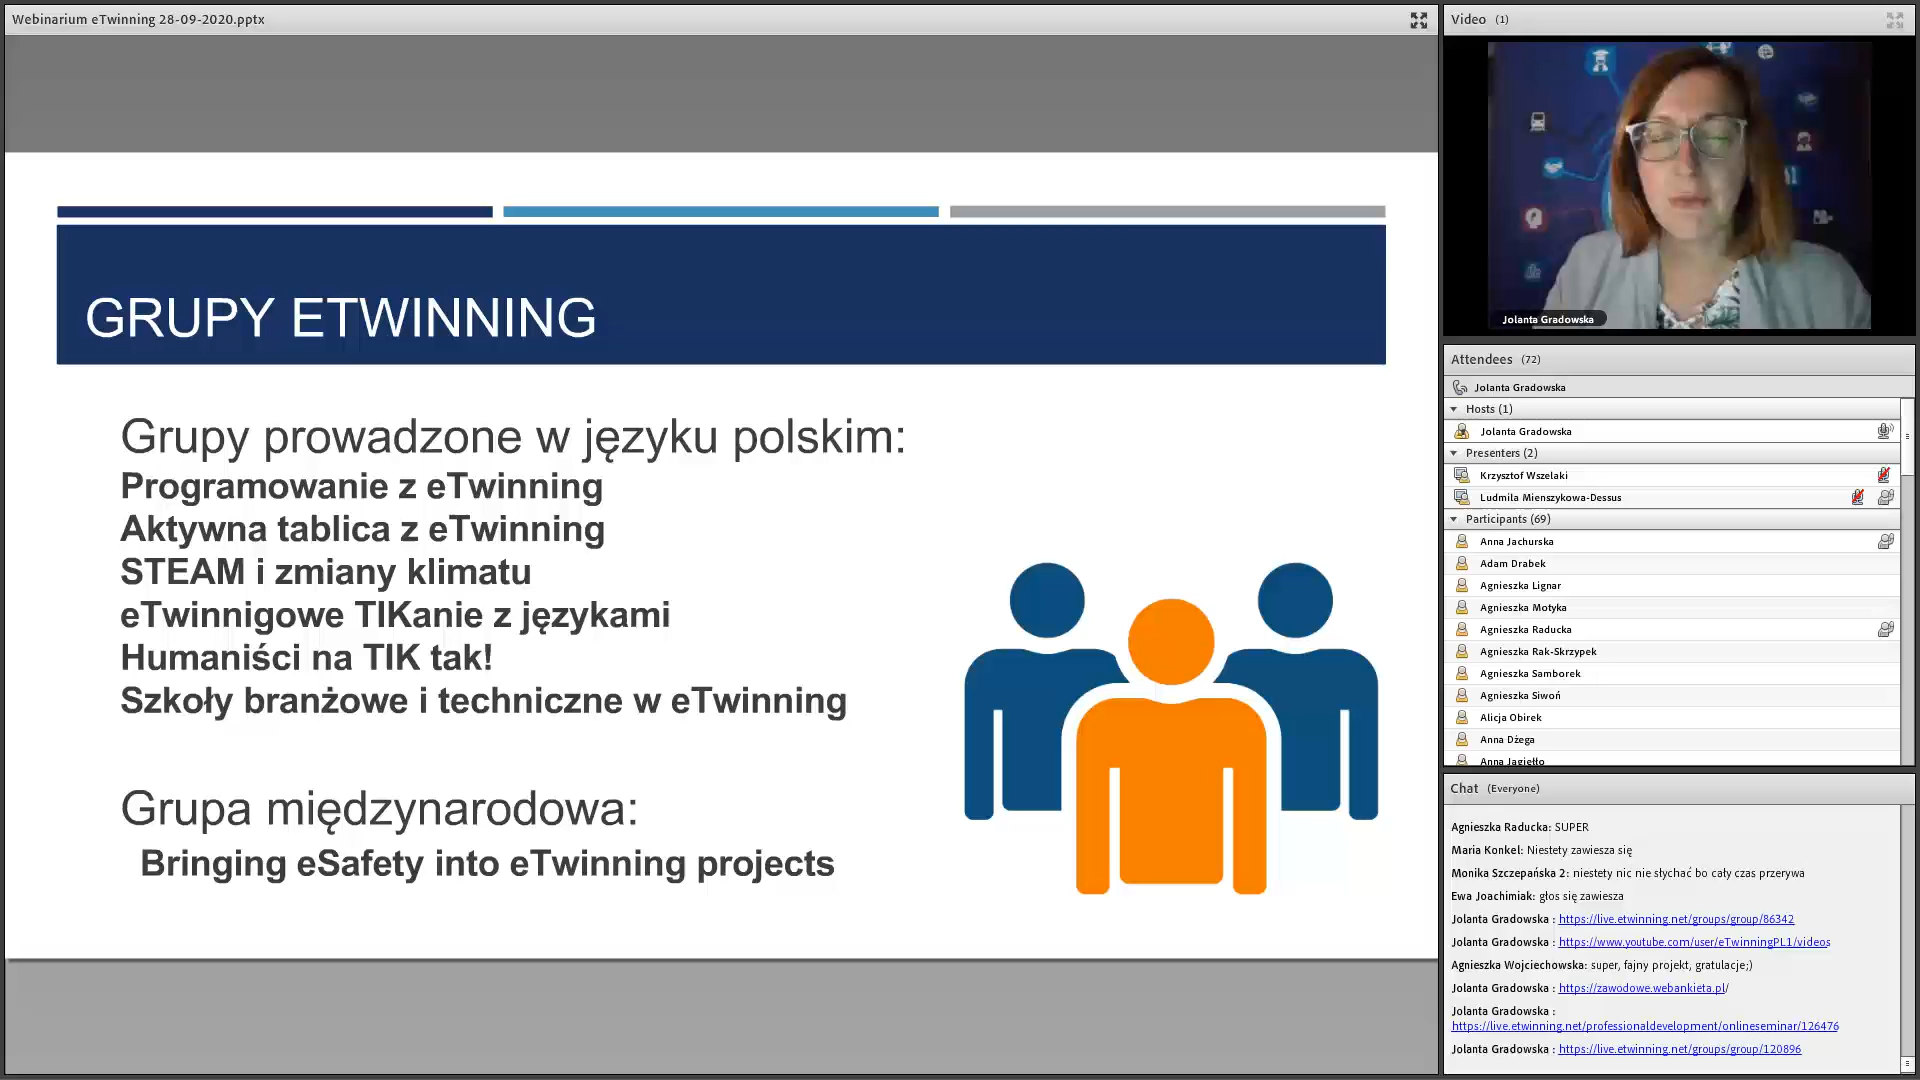 Webinarium eTwinning 28-09-2020.pptx
GRUPY ETWINNING
Grupy prowadzone w języku polskim:
Programowanie z eTwinning
Aktywna tablica z eTwinning
STEAM i zmiany klimatu
eTwinnigowe TIKanie z językami
Humaniści na TIK tak!
Szkoły branżowe i techniczne w eTwinning
Grupa międzynarodowa:
Bringing eSafety into eTwinning projects
Video (1)
Jolanta Gradowska
Attendees (72)
Jolanta Gradowska
Hosts (1)
Jolanta Gradowska
Presenters (2)
Krzysztof Wszelaki
Ludmila Mienszykowa-Dessus
Participants (69)
Anna Jachurska
Adam Drabek
Agnieszka Lignar
Agnieszka Motyka
Agnieszka Raducka
Agnieszka Rak-Skrzypek
Agnieszka Samborek
Agnieszka Siwoń
Alicja Obirek
Anna Dżega
Anna Jagiełło
Chat (Everyone)
Agnieszka Raducka: SUPER
Maria Konkel: Niestety zawiesza się
Monika Szczepańska 2: niestety nic nie słychać bo cały czas przerywa
Ewa Joachimiak: głos się zawiesza
Jolanta Gradowska : https://live.etwinning.net/groups/group/86342
Jolanta Gradowska : https://www.youtube.com/user/eTwinningPL1/videos
Agnieszka Wojciechowska: super, fajny projekt, gratulacje;)
Jolanta Gradowska : https://zawodowe.webankieta.pl/
Jolanta Gradowska :
https://live.etwinning.net/professionaldevelopment/onlineseminar/126476
Jolanta Gradowska : https://live.etwinning.net/groups/group/120896